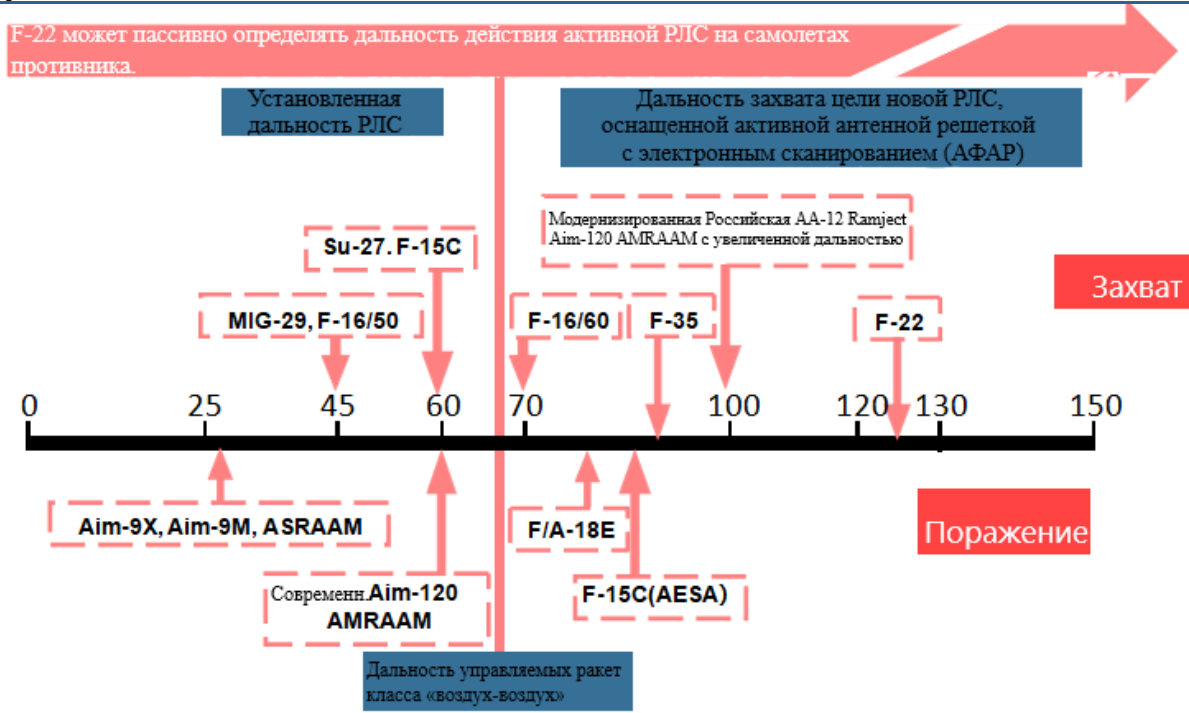 F-22 может пассивно определять дальность действия активной РЛС на самолетах
противника.
Установленная
дальность РЛС
Дальность захвата цели новой РЛС,
оснащенной активной антенной решеткой
с электронным сканированием (АФАР)
Модернизированная Российская АА-12 Ramject
Aim-120 AMRAAM с увеличенной дальностью
Su-27. F-15C
Захват
MIG-29, F-16/50
F-16/60
F-35
F-22
0 25 45 60 70 100 120 130 150
Aim-9X, Aim-9M, ASRAAM
F/A-18E
Поражение
Современн.Aim-120
AMRAAM
F-15C(AESA)
Дальность управляемых ракет
класса «воздух-воздух»